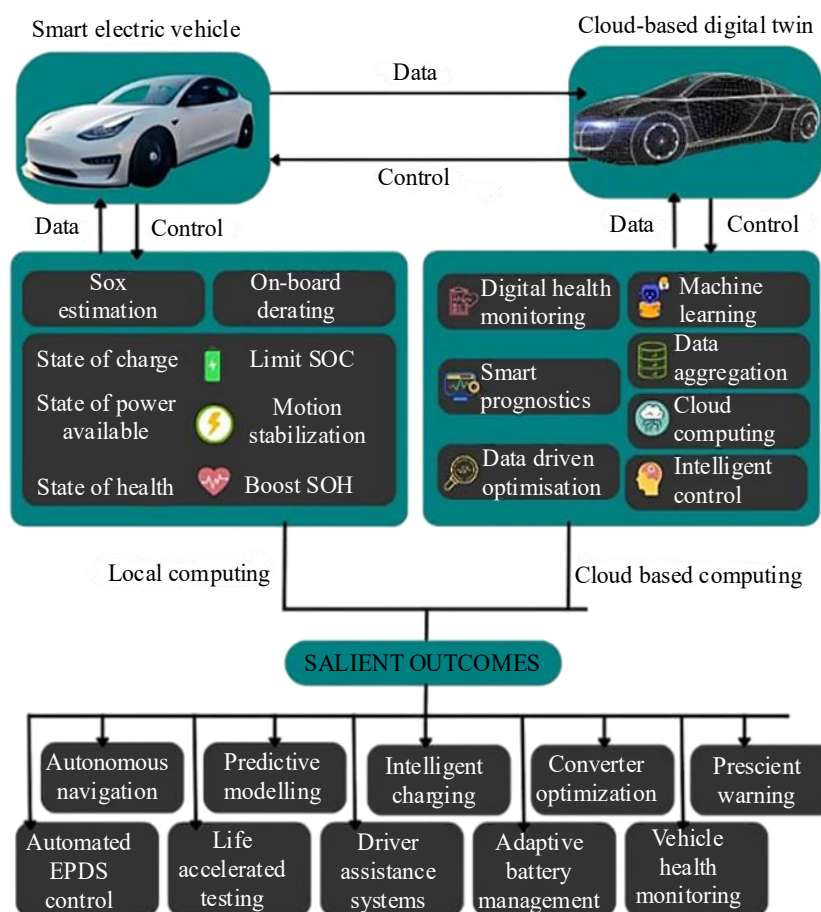 Smart electric vehicle
Cloud-based digital twin
Data
Control
Data
Control
Data
Control
Sox
estimation
On-board
derating
State of charge
Limit SOC
State of power
available
Motion
stabilization
State of health
Boost SOH
Digital health
monitoring
Smart
prognostics
Data driven
optimisation
Machine
learning
Data
aggregation
Cloud
computing
Intelligent
control
Local computing
Cloud based computing
SALIENT OUTCOMES
Autonomous
navigation
Predictive
modelling
Intelligent
charging
Converter
optimization
Prescient
warning
Automated
EPDS
control
Life
accelerated
testing
Driver
assistance
systems
Adaptive
battery
management
Vehicle
health
monitoring